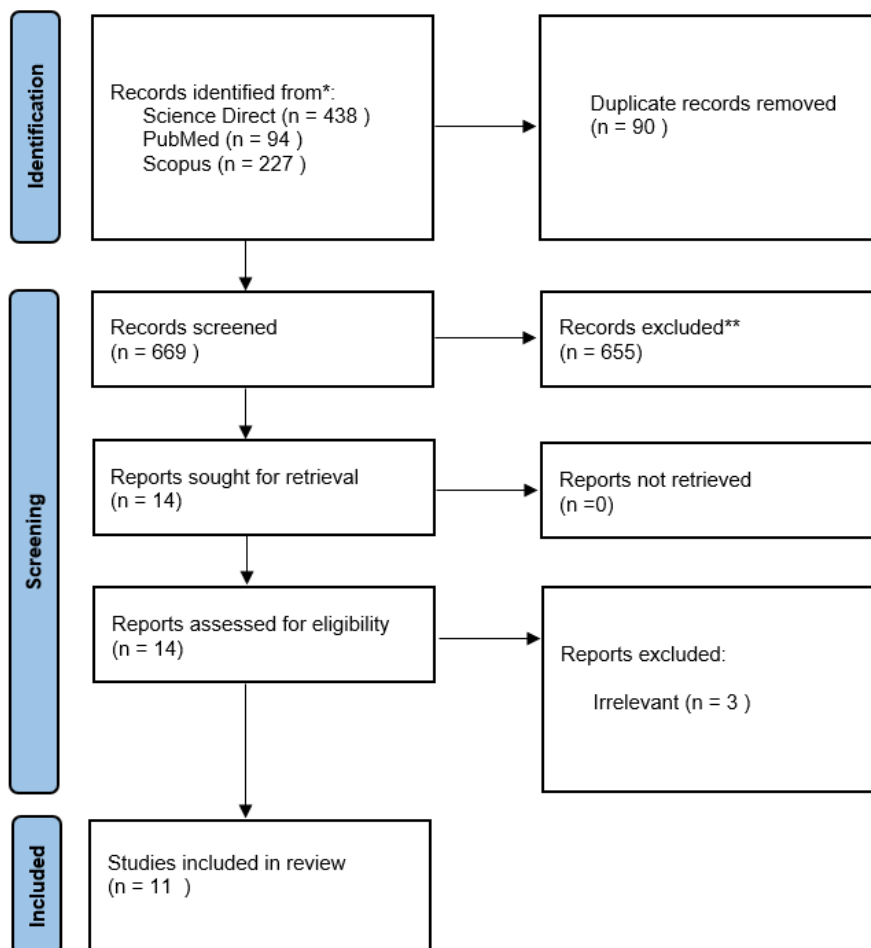 Identification
Records identified from*:
Science Direct (n = 438 )
PubMed (n = 94 )
Scopus (n = 227 )
Duplicate records removed
(n = 90 )
Screening
Records screened
(n = 669 )
Records excluded**
(n = 655)
Reports sought for retrieval
(n = 14)
Reports not retrieved
(n =0)
Reports assessed for eligibility
(n = 14)
Reports excluded:
Irrelevant (n = 3 )
Included
Studies included in review
(n = 11 )